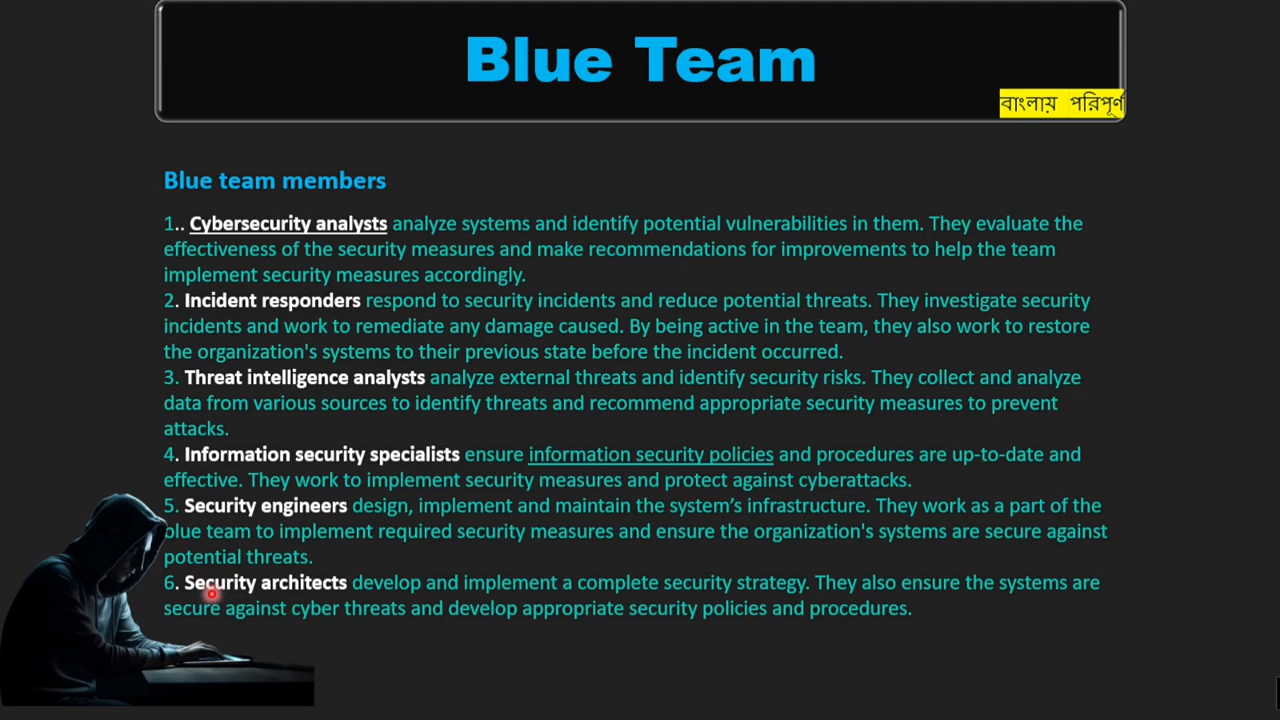 Blue Team
বাংলায় পরিপূর্ণ
Blue team members
1.. Cybersecurity analysts analyze systems and identify potential vulnerabilities in them. They evaluate the
effectiveness of the security measures and make recommendations for improvements to help the team
implement security measures accordingly.
2. Incident responders respond to security incidents and reduce potential threats. They investigate security
incidents and work to remediate any damage caused. By being active in the team, they also work to restore
the organization's systems to their previous state before the incident occurred.
3. Threat intelligence analysts analyze external threats and identify security risks. They collect and analyze
data from various sources to identify threats and recommend appropriate security measures to prevent
attacks.
4. Information security specialists ensure information security policies and procedures are up-to-date and
effective. They work to implement security measures and protect against cyberattacks.
5. Security engineers design, implement and maintain the system’s infrastructure. They work as a part of the
blue team to implement required security measures and ensure the organization's systems are secure against
potential threats.
6. Security architects develop and implement a complete security strategy. They also ensure the systems are
secure against cyber threats and develop appropriate security policies and procedures.